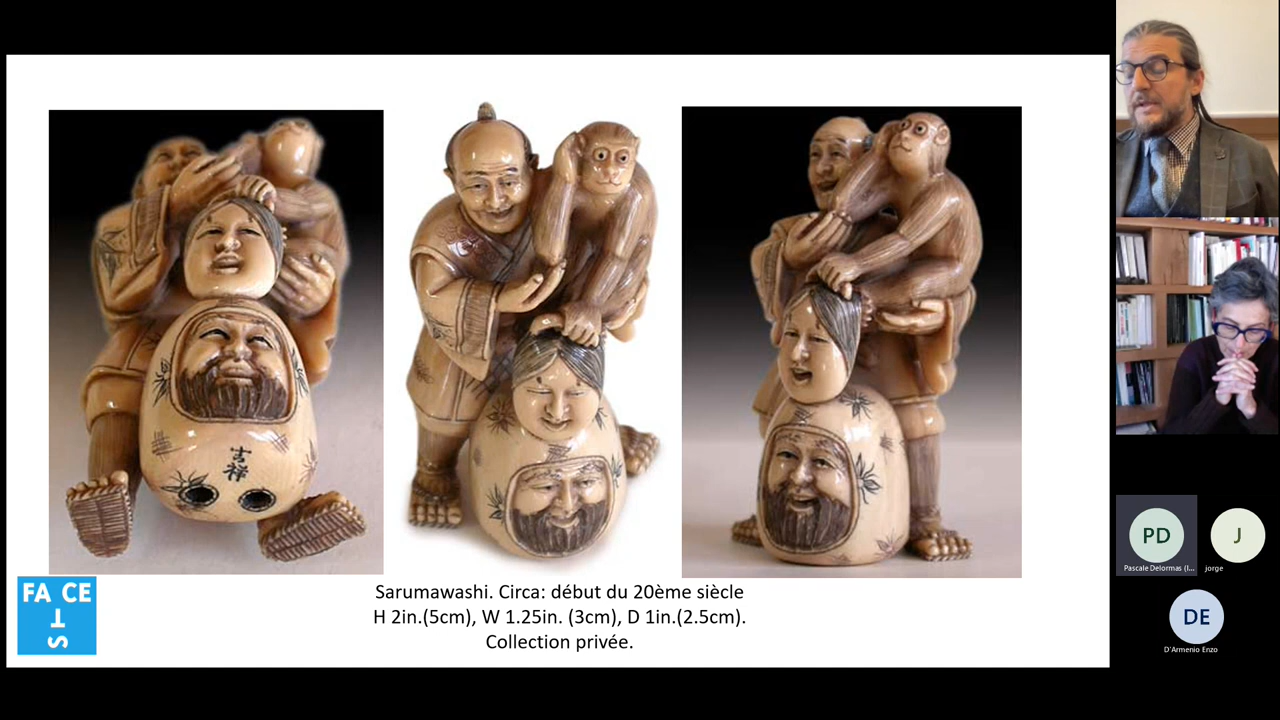 吉祥
FA CE
TS
Sarumawashi. Circa: début du 20ème siècle
H 2in.(5cm), W 1.25in. (3cm), D 1in.(2.5cm).
Collection privée.
PD
Pascale Delormas (I...
J
jorge
DE
D'Armenio Enzo